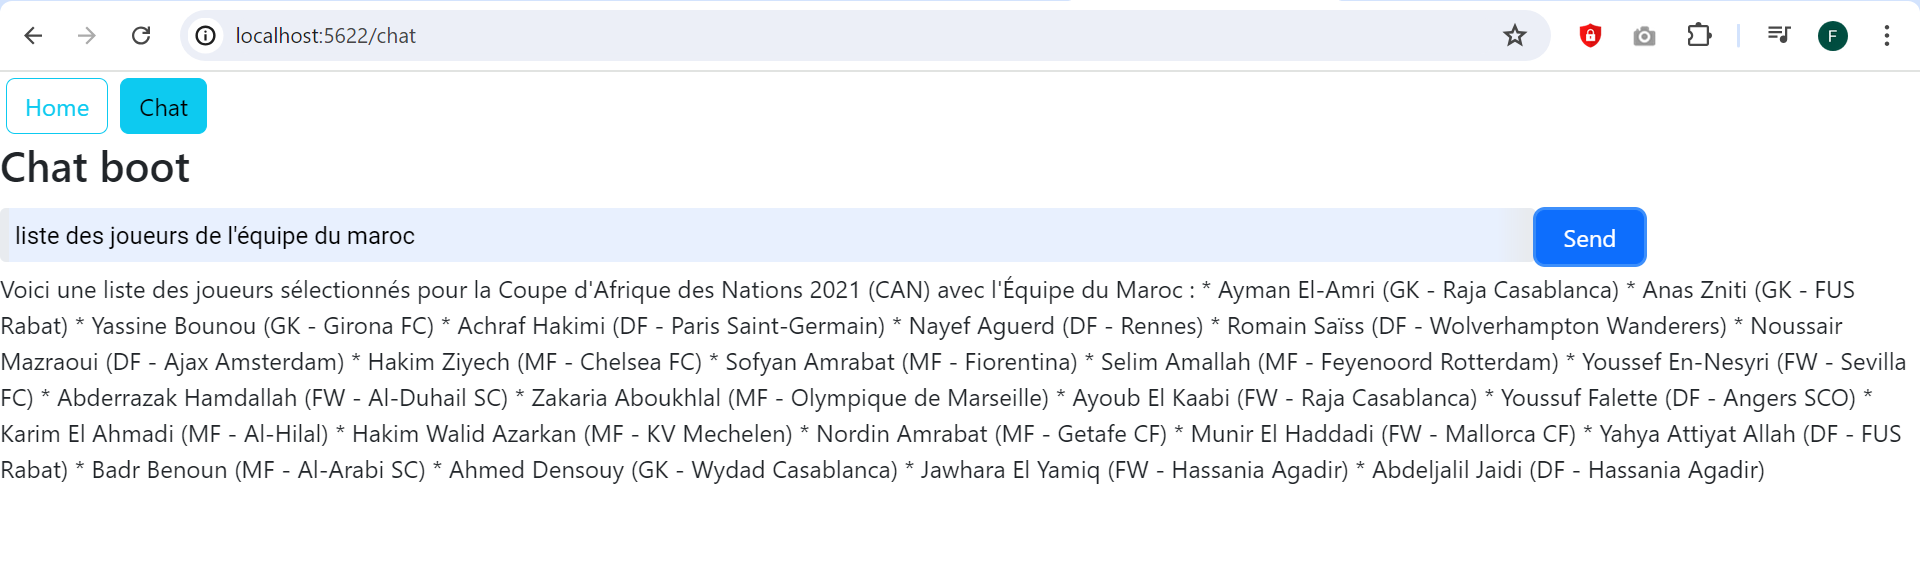 localhost:5622/chat
F
Home Chat
Chat boot
liste des joueurs de l'équipe du maroc Send
Voici une liste des joueurs sélectionnés pour la Coupe d'Afrique des Nations 2021 (CAN) avec l'Équipe du Maroc : * Ayman El-Amri (GK - Raja Casablanca) * Anas Zniti (GK - FUS
Rabat) * Yassine Bounou (GK - Girona FC) * Achraf Hakimi (DF - Paris Saint-Germain) * Nayef Aguerd (DF - Rennes) * Romain Saïss (DF - Wolverhampton Wanderers) * Noussair
Mazraoui (DF - Ajax Amsterdam) * Hakim Ziyech (MF - Chelsea FC) * Sofyan Amrabat (MF - Fiorentina) * Selim Amallah (MF - Feyenoord Rotterdam) * Youssef En-Nesyri (FW - Sevilla
FC) * Abderrazak Hamdallah (FW - Al-Duhail SC) * Zakaria Aboukhlal (MF - Olympique de Marseille) * Ayoub El Kaabi (FW - Raja Casablanca) * Youssuf Falette (DF - Angers SCO) *
Karim El Ahmadi (MF - Al-Hilal) * Hakim Walid Azarkan (MF - KV Mechelen) * Nordin Amrabat (MF - Getafe CF) * Munir El Haddadi (FW - Mallorca CF) * Yahya Attiyat Allah (DF - FUS
Rabat) * Badr Benoun (MF - Al-Arabi SC) * Ahmed Densouy (GK - Wydad Casablanca) * Jawhara El Yamiq (FW - Hassania Agadir) * Abdeljalil Jaidi (DF - Hassania Agadir)